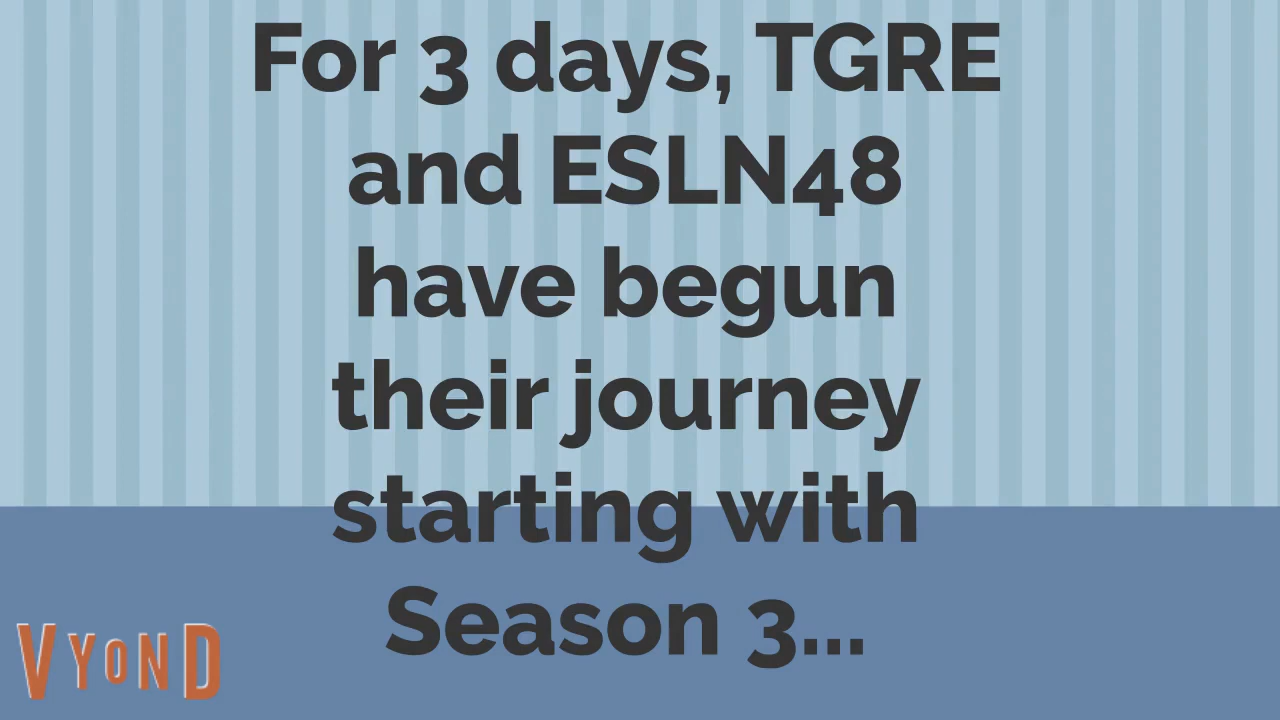 For 3 days, TGRE
and ESLN48
have begun
their journey
starting with
Season 3...
VYOND